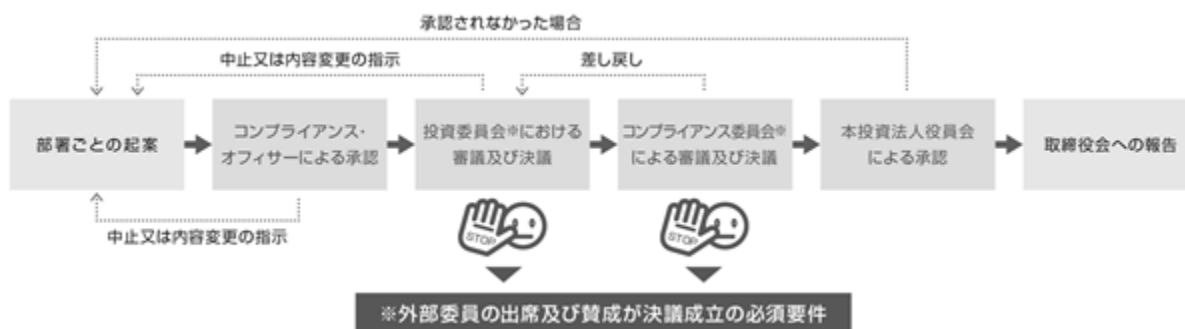 承認されなかった場合
中止又は内容変更の指示
差し戻し
部署ごとの起案
コンプライアンス・
オフィサーによる承認
投資委員会※における
審議及び決議
コンプライアンス委員会※
による審議及び決議
本投資法人役員会
による承認
取締役会への報告
中止又は内容変更の指示
STOP
STOP
※外部委員の出席及び賛成が決議成立の必須要件